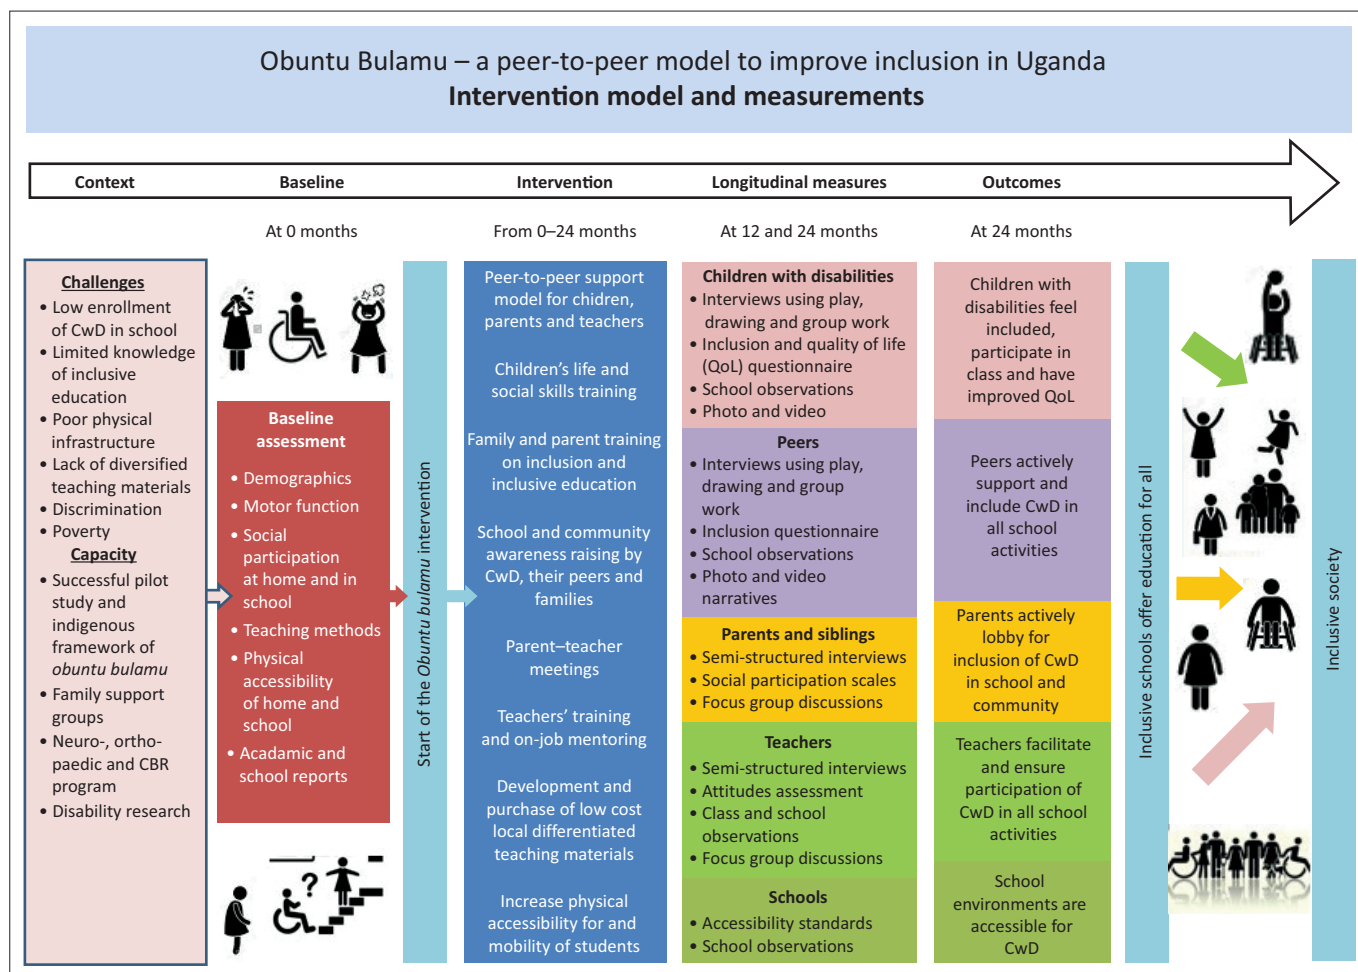 Obuntu Bulamu – a peer-to-peer model to improve inclusion in Uganda
Intervention model and measurements
Context
Baseline
Intervention
Longitudinal measures
Outcomes
At 0 months
From 0–24 months
At 12 and 24 months
At 24 months
Challenges
• Low enrollment
of CwD in school
• Limited knowledge
of inclusive
education
• Poor physical
infrastructure
• Lack of diversified
teaching materials
• Discrimination
• Poverty
Capacity
• Successful pilot
study and
indigenous
framework of
obuntu bulamu
• Family support
groups
• Neuro-, ortho-
paedic and CBR
program
• Disability research
Baseline
assessment
• Demographics
• Motor function
• Social
participation
at home and in
school
• Teaching methods
• Physical
accessibility
of home and
school
• Acadamic and
school reports
?
Start of the Obuntu bulamu intervention
Peer-to-peer support
model for chidren,
parents and teachers
Children’s life and
social skills training
Family and parent training
on inclusion and
inclusive education
School and community
awareness raising by
CwD, their peers and
families
Parent–teacher
meetings
Teachers’ training
and on-job mentoring
Development and
purchase of low cost
local differentiated
teaching materials
Increase physical
accessibility for and
mobility of students
Children with disabilities
• Interviews using play,
drawing and group work
• Inclusion and quality of life
(QoL) questionnaire
• School observations
• Photo and video
Peers
• Interviews using play,
drawing and group
work
• Inclusion questionnaire
• School observations
• Photo and video
narratives
Parents and siblings
• Semi-structured interviews
• Social participation scales
• Focus group discussions
Teachers
• Semi-structured interviews
• Attitudes assessment
• Class and school
observations
• Focus group discussions
Schools
• Accessibility standards
• School observations
Children with
disabilities feel
included,
participate in
class and have
improved QoL
Peers actively
support and
include CwD in
all school
activities
Parents actively
lobby for
inclusion of CwD
in school and
community
Teachers facilitate
and ensure
participation of
CwD in all school
activities
School
environments are
accessible for
CwD
Inclusive schools offer education for all
Inclusive society